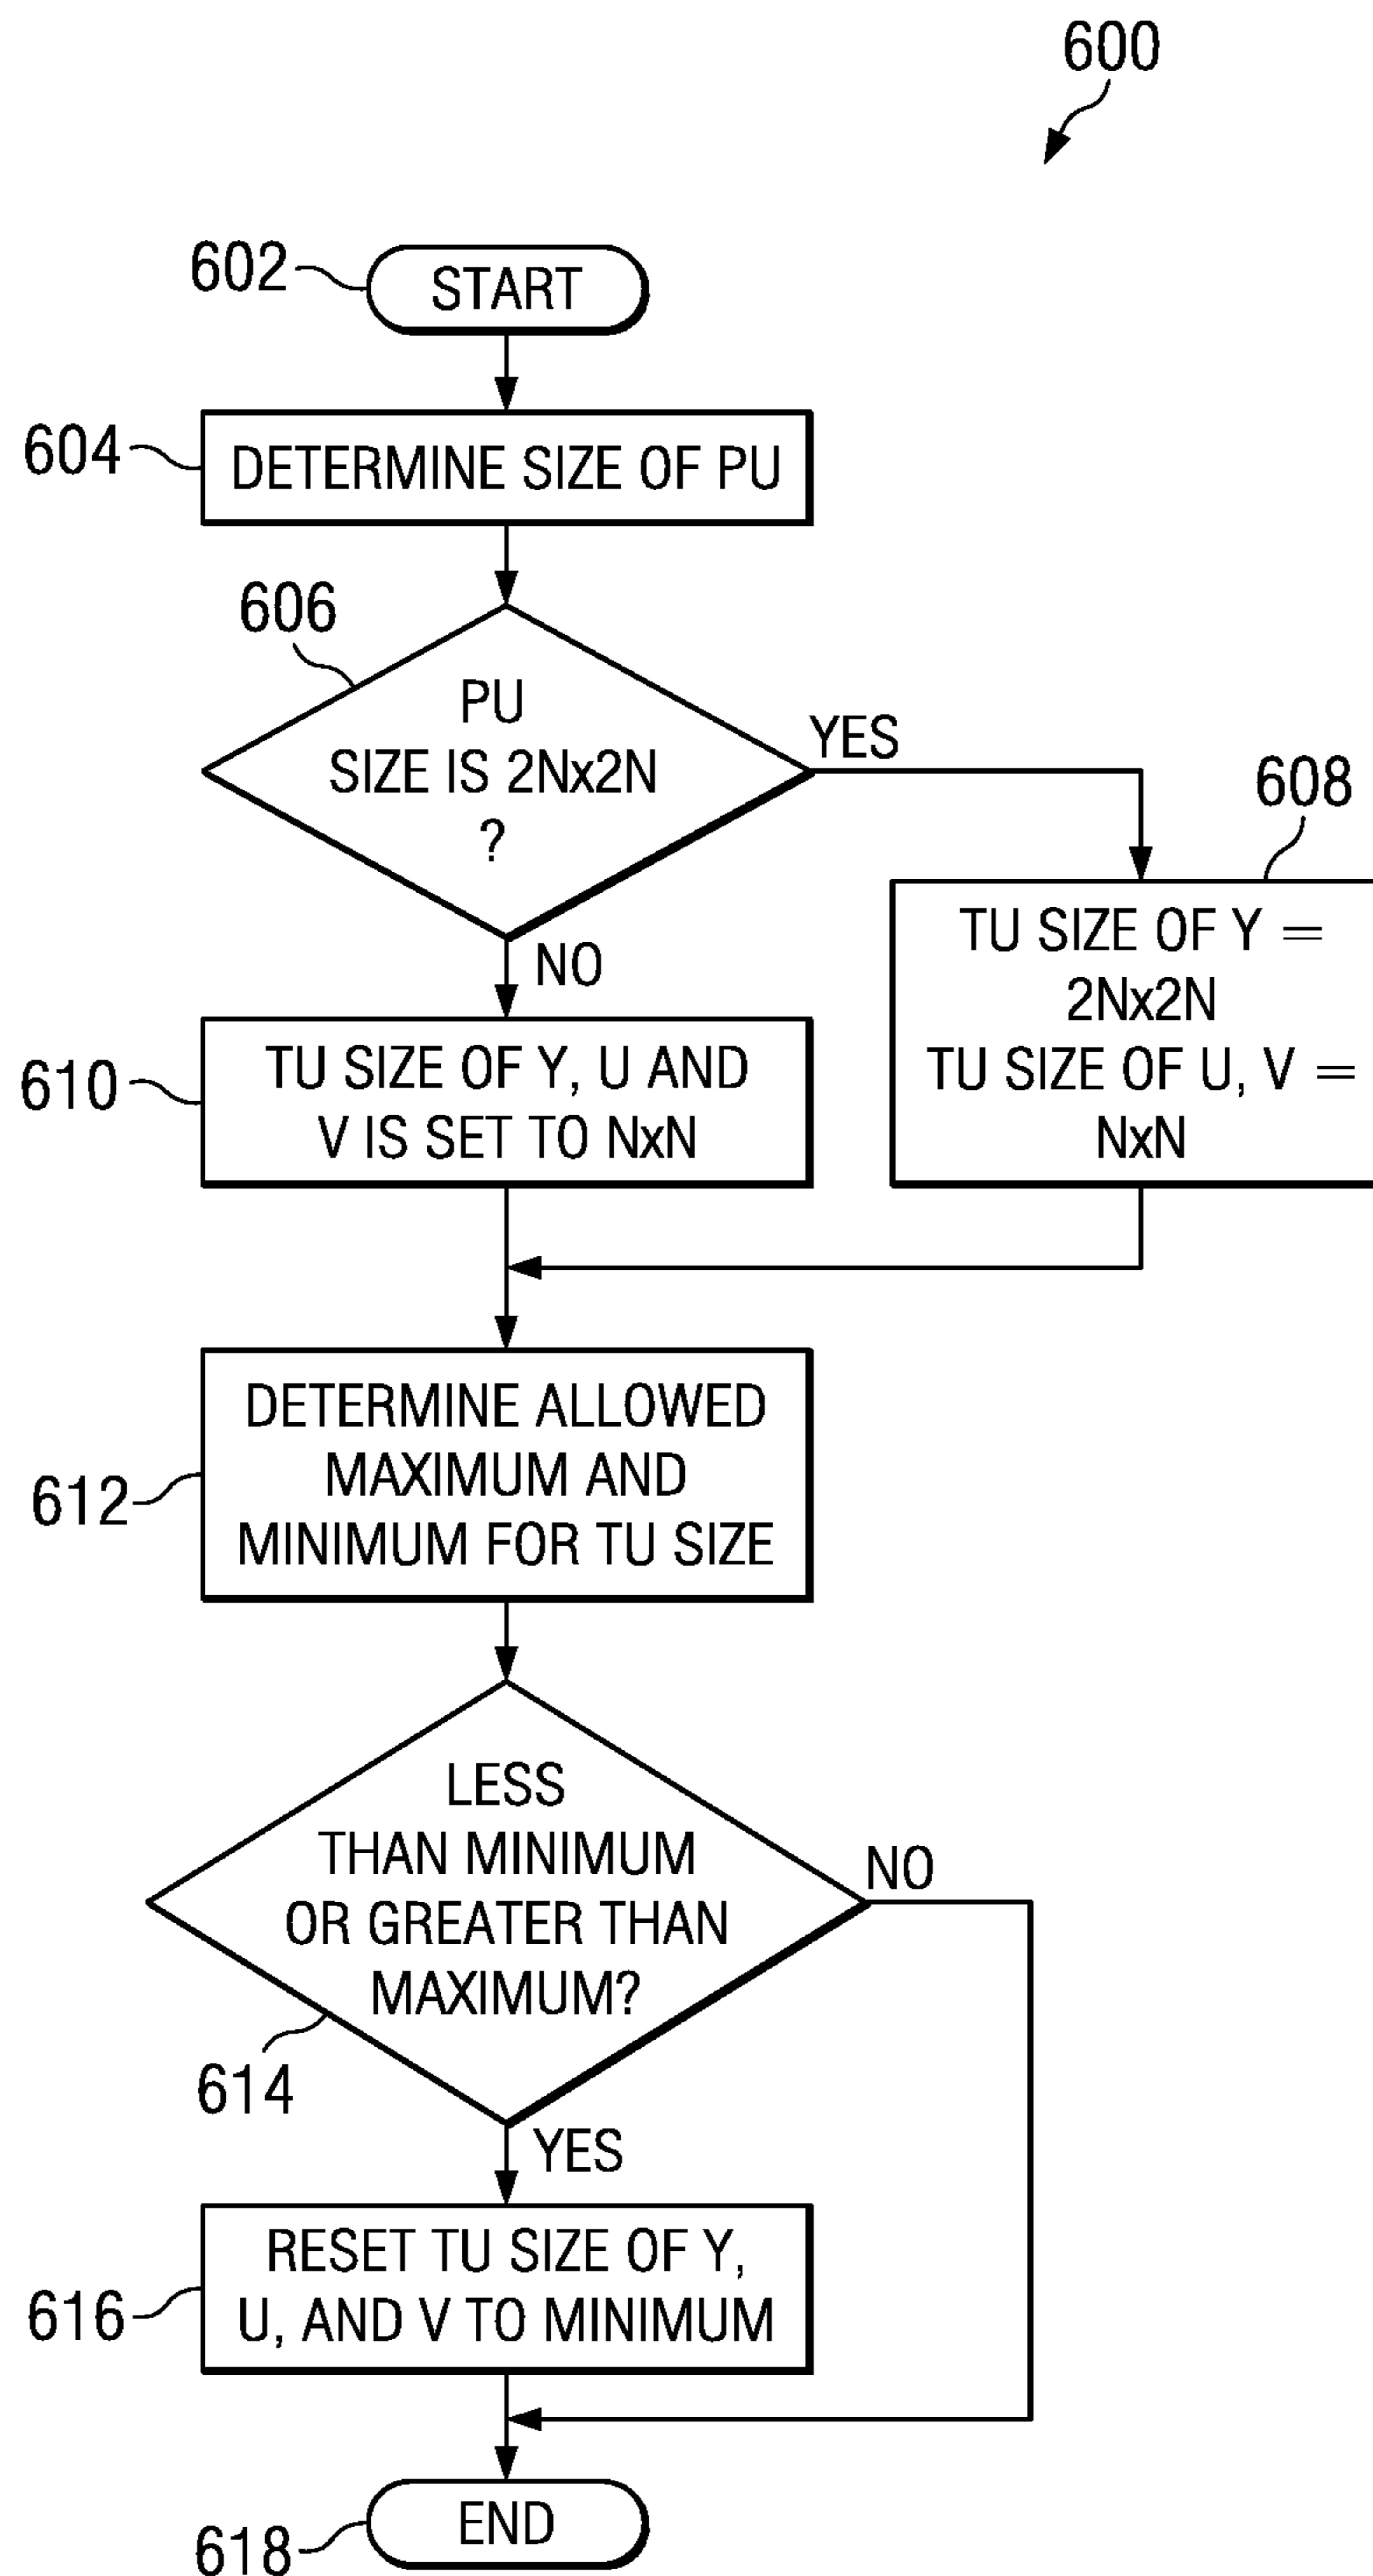 600
602
START
604
DETERMINE SIZE OF PU
606
PU
SIZE IS 2Nx2N
?
YES
NO
608
TU SIZE OF Y =
2Nx2N
TU SIZE OF U, V =
NxN
610
TU SIZE OF Y, U AND
V IS SET TO NxN
612
DETERMINE ALLOWED
MAXIMUM AND
MINIMUM FOR TU SIZE
LESS
THAN MINIMUM
OR GREATER THAN
MAXIMUM?
NO
614
YES
616
RESET TU SIZE OF Y,
U, AND V TO MINIMUM
618
END